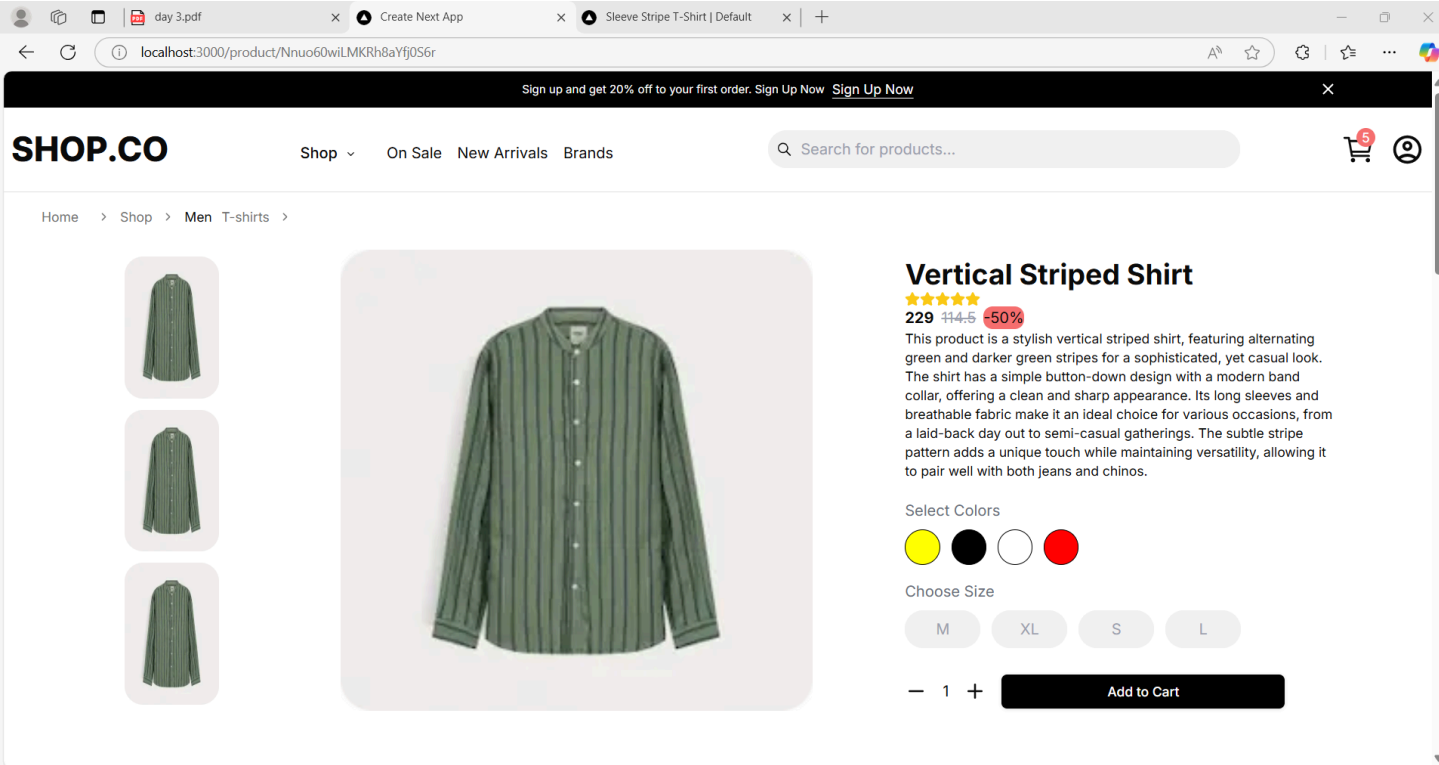 day 3.pdf
Create Next App
Sleeve Stripe T-Shirt | Default
localhost:3000/product/Nnuo60wiLMKRh8aYfj0S6r
Sign up and get 20% off to your first order. Sign Up Now Sign Up Now
SHOP.CO
Shop On Sale New Arrivals Brands
Search for products...
5
Home Shop Men T-shirts
Vertical Striped Shirt
229 114.5 -50%
This product is a stylish vertical striped shirt, featuring alternating
green and darker green stripes for a sophisticated, yet casual look.
The shirt has a simple button-down design with a modern band
collar, offering a clean and sharp appearance. Its long sleeves and
breathable fabric make it an ideal choice for various occasions, from
a laid-back day out to semi-casual gatherings. The subtle stripe
pattern adds a unique touch while maintaining versatility, allowing it
to pair well with both jeans and chinos.
Select Colors
Choose Size
M XL S L
1 Add to Cart